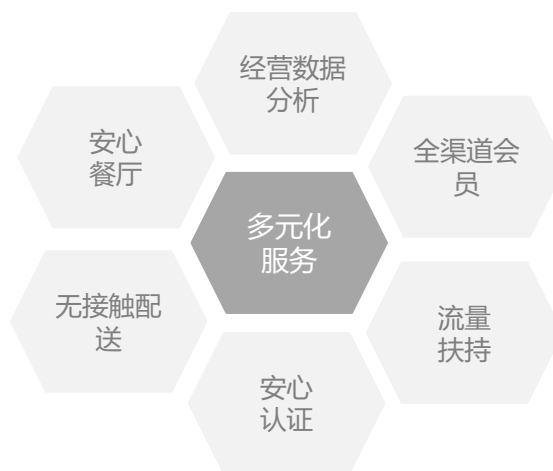 经营数据
分析
安心
餐厅
全渠道会
员
多元化
服务
无接触配
送
流量
扶持
安心
认证